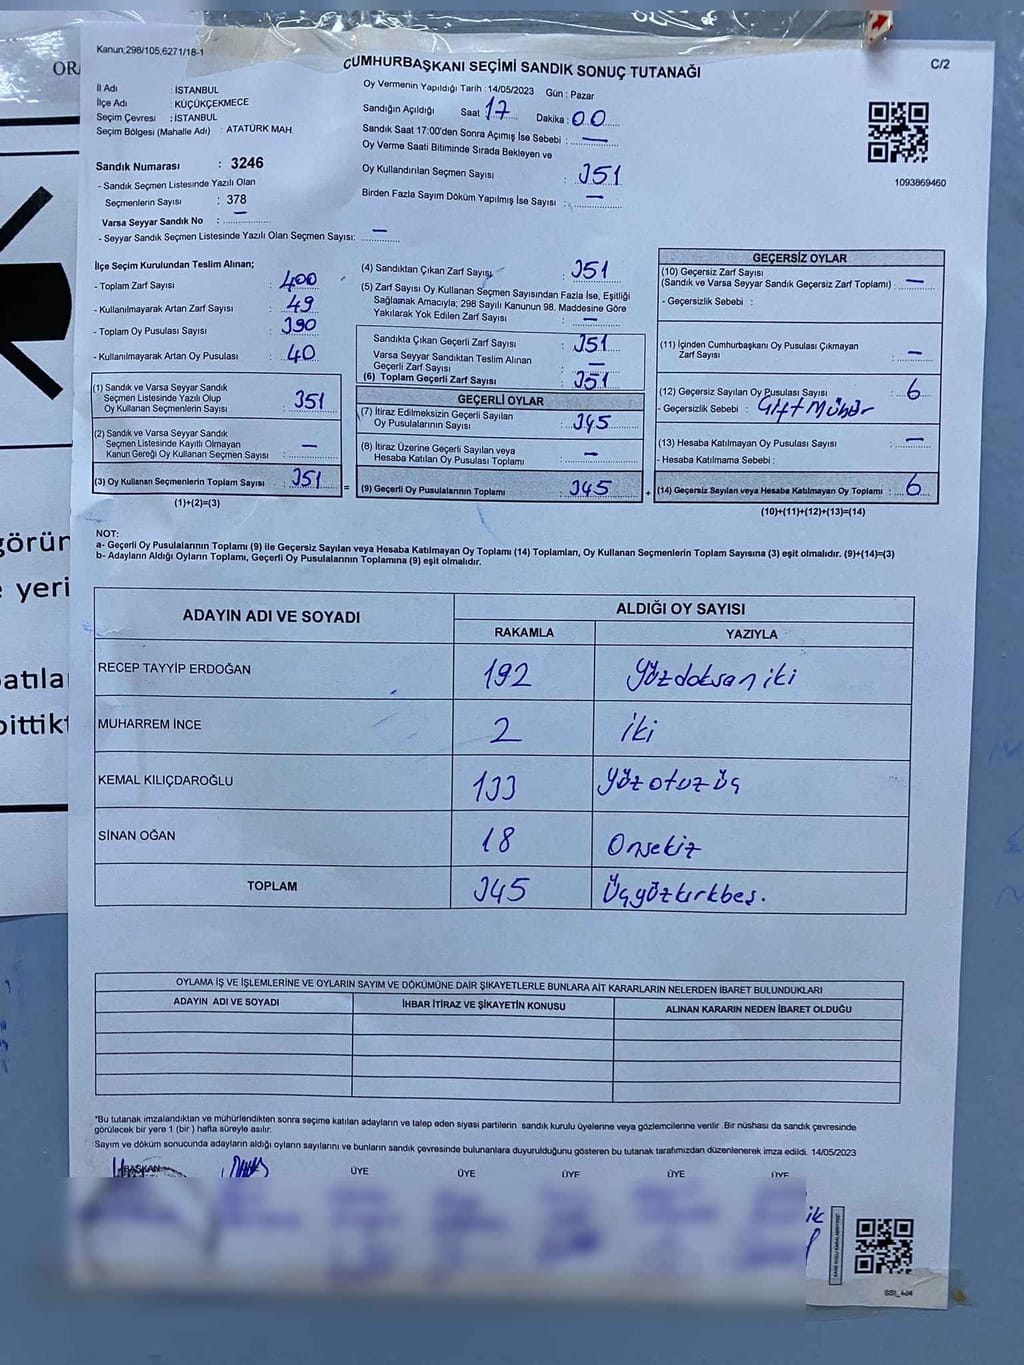 Kanun;298/105,6271/18-1
C/2
CUMHURBAŞKANI SEÇİMİ SANDIK SONUÇ TUTANAĞI
İl Adı : İSTANBUL
İlçe Adı : KÜÇÜKÇEKMECE
Seçim Çevresi : İSTANBUL
Seçim Bölgesi (Mahalle Adı) : ATATÜRK MAH.
Sandık Numarası : 3246
- Sandık Seçmen Listesinde Yazılı Olan
Seçmenlerin Sayısı : 378
Varsa Seyyar Sandık No : —
- Seyyar Sandık Seçmen Listesinde Yazılı Olan Seçmen Sayısı: —
Oy Vermenin Yapıldığı Tarih : 14/05/2023 Gün : Pazar
Sandığın Açıldığı Saat 17 Dakika : 00
Sandık Saat 17:00'den Sonra Açımış İse Sebebi : —
Oy Verme Saati Bitiminde Sırada Bekleyen ve
Oy Kullandırılan Seçmen Sayısı : 351
Birden Fazla Sayım Döküm Yapılmış İse Sayısı : —
1093869460
İlçe Seçim Kurulundan Teslim Alınan;
- Toplam Zarf Sayısı : 400
- Kullanılmayarak Artan Zarf Sayısı : 49
- Toplam Oy Pusulası Sayısı : 390
- Kullanılmayarak Artan Oy Pusulası : 40
(1) Sandık ve Varsa Seyyar Sandık
Seçmen Listesinde Yazılı Olup
Oy Kullanan Seçmenlerin Sayısı : 351
(2) Sandık ve Varsa Seyyar Sandık
Seçmen Listesinde Kayıtlı Olmayan
Kanun Gereği Oy Kullanan Seçmen Sayısı : —
(3) Oy Kullanan Seçmenlerin Toplam Sayısı : 351
(1)+(2)=(3)
(4) Sandıktan Çıkan Zarf Sayısı : 351
(5) Zarf Sayısı Oy Kullanan Seçmen Sayısından Fazla İse, Eşitliği
Sağlamak Amacıyla; 298 Sayılı Kanunun 98. Maddesine Göre
Yakılarak Yok Edilen Zarf Sayısı : —
Sandıkta Çıkan Geçerli Zarf Sayısı : 351
Varsa Seyyar Sandıktan Teslim Alınan
Geçerli Zarf Sayısı : —
(6) Toplam Geçerli Zarf Sayısı : 351
GEÇERLİ OYLAR
(7) İtiraz Edilmeksizin Geçerli Sayılan
Oy Pusulalarının Sayısı : 345
(8) İtiraz Üzerine Geçerli Sayılan veya
Hesaba Katılan Oy Pusulası Toplamı : —
= (9) Geçerli Oy Pusulalarının Toplamı : 345
GEÇERSİZ OYLAR
(10) Geçersiz Zarf Sayısı
(Sandık ve Varsa Seyyar Sandık Geçersiz Zarf Toplamı) : —
- Geçersizlik Sebebi :
(11) İçinden Cumhurbaşkanı Oy Pusulası Çıkmayan
Zarf Sayısı : —
(12) Geçersiz Sayılan Oy Pusulası Sayısı : 6
- Geçersizlik Sebebi : Çift Mühür
(13) Hesaba Katılmayan Oy Pusulası Sayısı : —
- Hesaba Katılmama Sebebi :
+ (14) Geçersiz Sayılan veya Hesaba Katılmayan Oy Toplamı : 6
(10)+(11)+(12)+(13)=(14)
NOT:
a- Geçerli Oy Pusulalarının Toplamı (9) ile Geçersiz Sayılan veya Hesaba Katılmayan Oy Toplamı (14) Toplamları, Oy Kullanan Seçmenlerin Toplam Sayısına (3) eşit olmalıdır. (9)+(14)=(3)
b- Adayların Aldığı Oyların Toplamı, Geçerli Oy Pusulalarının Toplamına (9) eşit olmalıdır.
ADAYIN ADI VE SOYADI
ALDIĞI OY SAYISI
RAKAMLA YAZIYLA
RECEP TAYYİP ERDOĞAN 192 Yüzdoksan iki
MUHARREM İNCE 2 İki
KEMAL KILIÇDAROĞLU 133 Yüz otuz üç
SİNAN OĞAN 18 Onsekiz
TOPLAM 345 Üçyüzkırkbeş.
OYLAMA İŞ VE İŞLEMLERİNE VE OYLARIN SAYIM VE DÖKÜMÜNE DAİR ŞİKAYETLERLE BUNLARA AİT KARARLARIN NELERDEN İBARET BULUNDUKLARI
ADAYIN ADI VE SOYADI İHBAR İTİRAZ VE ŞİKAYETİN KONUSU ALINAN KARARIN NEDEN İBARET OLDUĞU
*Bu tutanak imzalandıktan ve mühürlendikten sonra seçime katılan adayların ve talep eden siyasi partilerin sandık kurulu üyelerine veya gözlemcilerine verilir .Bir nüshası da sandık çevresinde
görülecek bir yere 1 (bir ) hafta süreyle asılır.
Sayım ve döküm sonucunda adayların aldığı oyların sayılarını ve bunların sandık çevresinde bulunanlara duyurulduğunu gösteren bu tutanak tarafımızdan düzenlenerek imza edildi. 14/05/2023
BAŞKAN ÜYE ÜYE ÜYE ÜYE ÜYE
görün
yeri